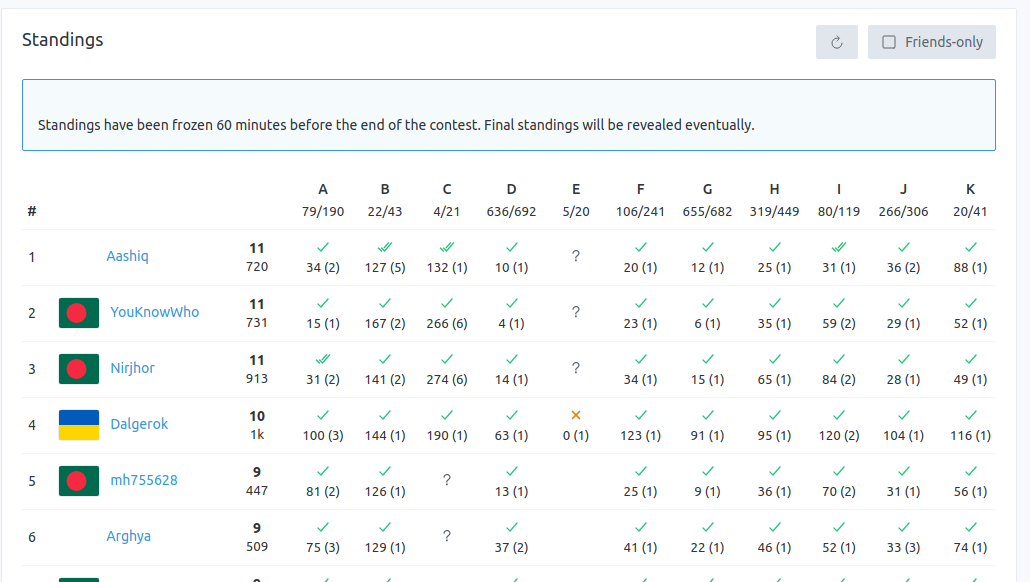 Standings
Friends-only
Standings have been frozen 60 minutes before the end of the contest. Final standings will be revealed eventually.
A B C D E F G H I J K
# 79/190 22/43 4/21 636/692 5/20 106/241 655/682 319/449 80/119 266/306 20/41
1 Aashiq 11 ?
720 34 (2) 127 (5) 132 (1) 10 (1) 20 (1) 12 (1) 25 (1) 31 (1) 36 (2) 88 (1)
2 YouKnowWho 11 ?
731 15 (1) 167 (2) 266 (6) 4 (1) 23 (1) 6 (1) 35 (1) 59 (2) 29 (1) 52 (1)
3 Nirjhor 11 ?
913 31 (2) 141 (2) 274 (6) 14 (1) 34 (1) 15 (1) 65 (1) 84 (2) 28 (1) 49 (1)
4 Dalgerok 10
1k 100 (3) 144 (1) 190 (1) 63 (1) 0 (1) 123 (1) 91 (1) 95 (1) 120 (2) 104 (1) 116 (1)
5 mh755628 9 ?
447 81 (2) 126 (1) 13 (1) 25 (1) 9 (1) 36 (1) 70 (2) 31 (1) 56 (1)
6 Arghya 9 ?
509 75 (3) 129 (1) 37 (2) 41 (1) 22 (1) 46 (1) 52 (1) 33 (3) 74 (1)